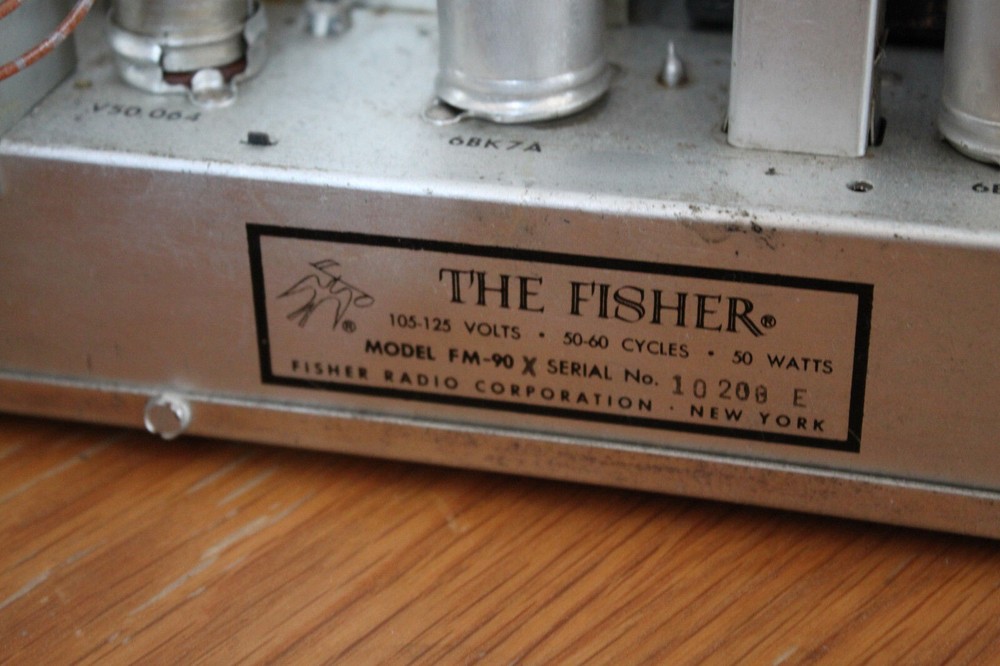 V50.064
6BK7A
THE FISHER®
®
105-125 VOLTS · 50-60 CYCLES · 50 WATTS
MODEL FM-90 X SERIAL No. 10208 E
FISHER RADIO CORPORATION · NEW YORK